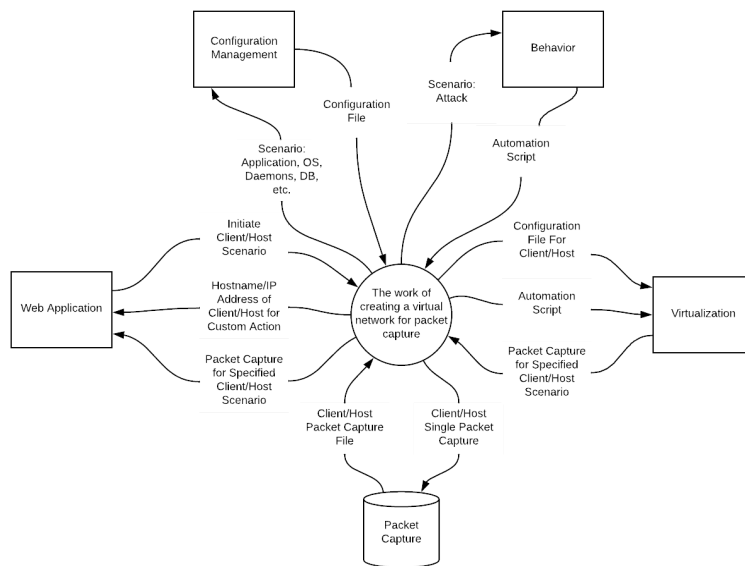 Configuration
Management
Behavior
Scenario:
Attack
Configuration
File
Scenario:
Application, OS,
Daemons, DB,
etc.
Automation
Script
Initiate
Client/Host
Scenario
Configuration
File For
Client/Host
Web Application
Hostname/IP
Address of
Client/Host for
Custom Action
The work of
creating a virtual
network for packet
capture
Automation
Script
Virtualization
Packet Capture
for Specified
Client/Host
Scenario
Packet Capture
for Specified
Client/Host
Scenario
Client/Host
Packet Capture
File
Client/Host
Single Packet
Capture
Packet
Capture